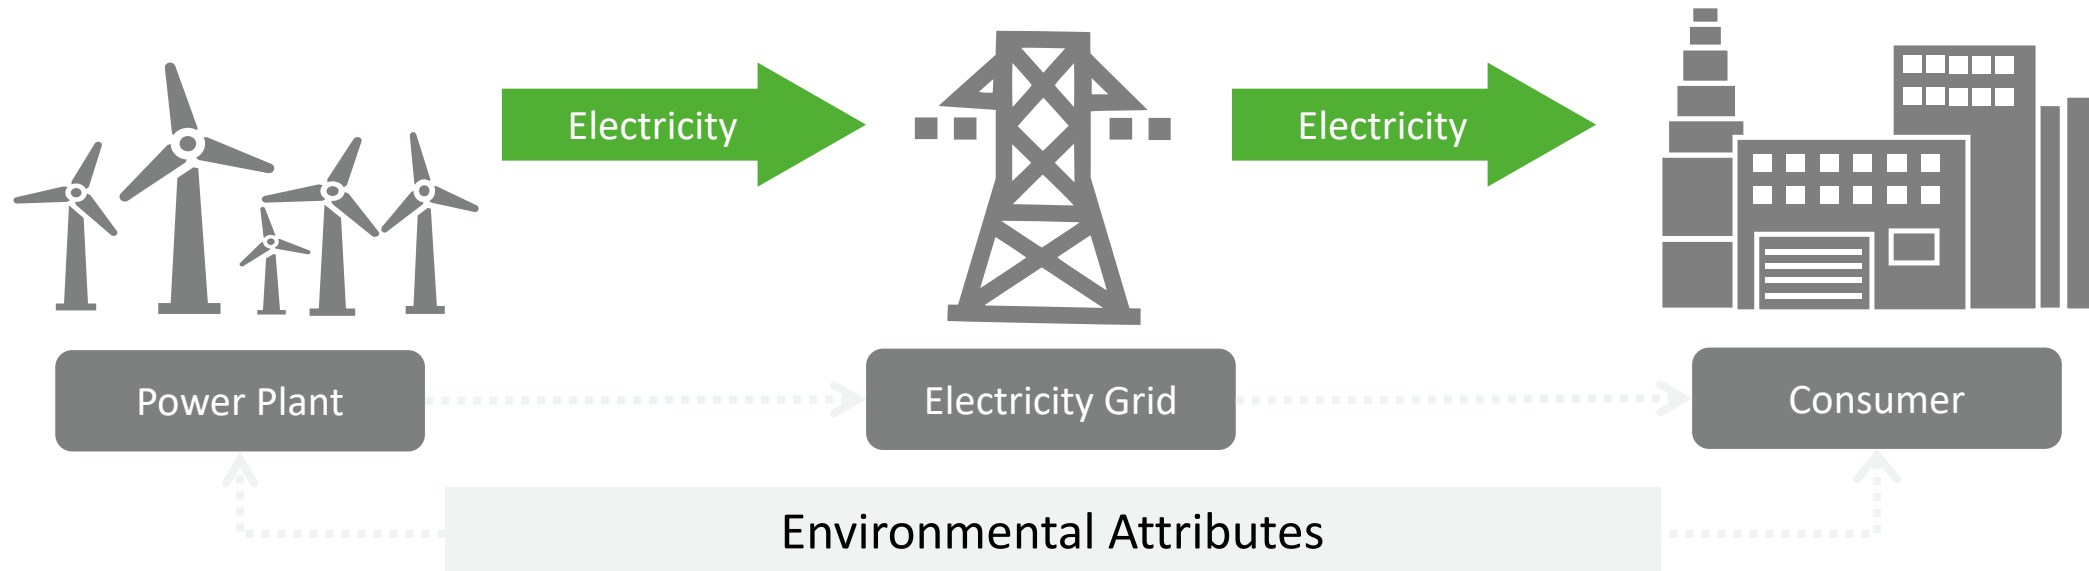 Electricity
Electricity
Power Plant
Electricity Grid
Consumer
Environmental Attributes